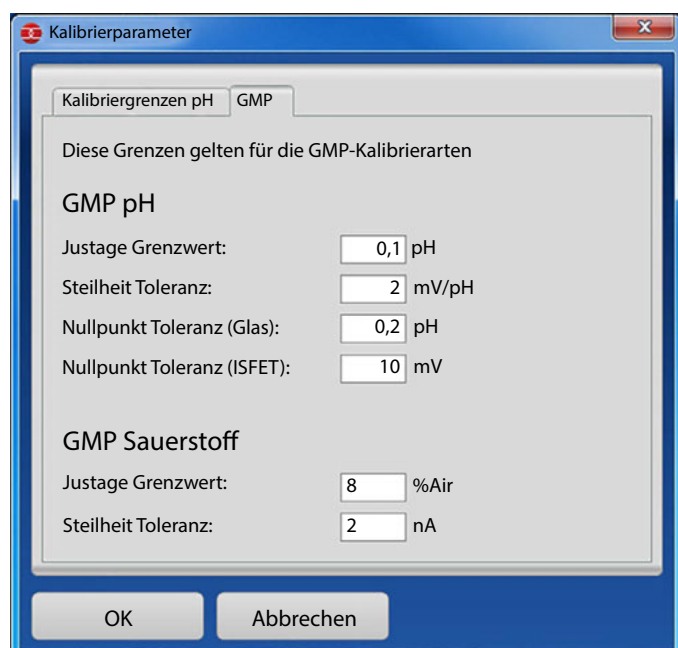 Kalibrierparameter
Kalibriergrenzen pH GMP
Diese Grenzen gelten für die GMP-Kalibrierarten
GMP pH
Justage Grenzwert: 0,1 pH
Steilheit Toleranz: 2 mV/pH
Nullpunkt Toleranz (Glas): 0,2 pH
Nullpunkt Toleranz (ISFET): 10 mV
GMP Sauerstoff
Justage Grenzwert: 8 %Air
Steilheit Toleranz: 2 nA
OK Abbrechen